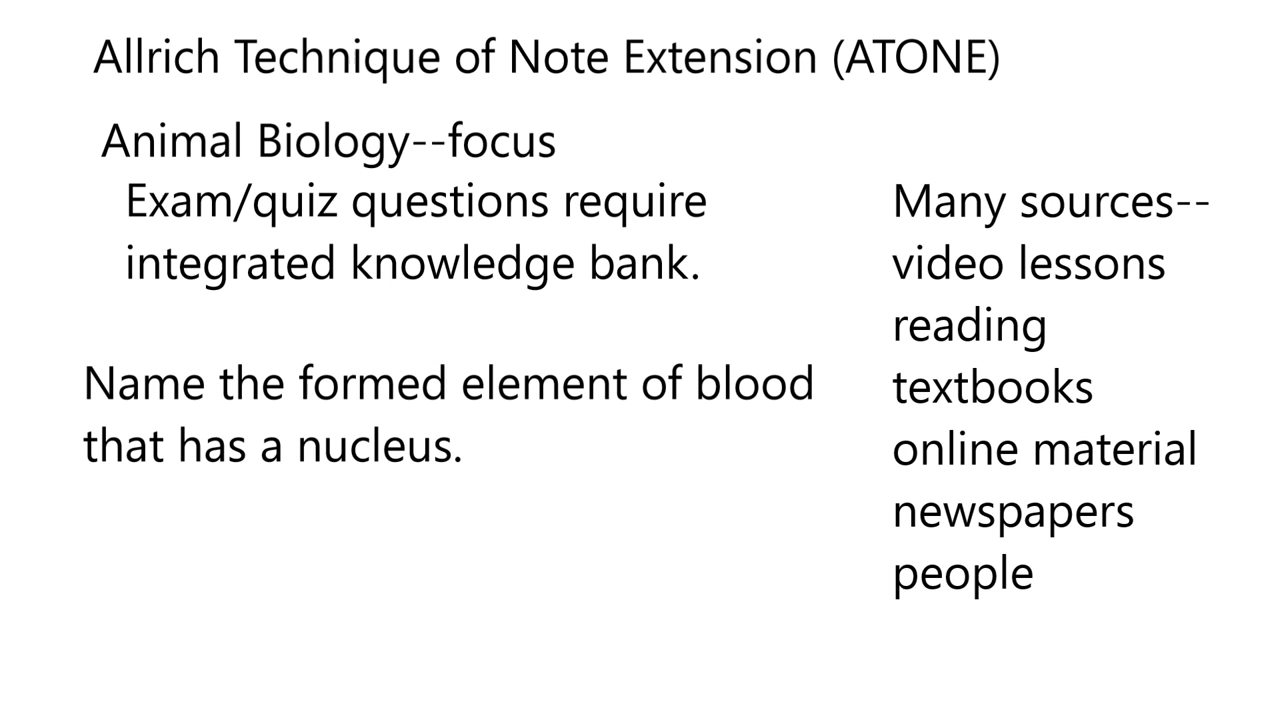 Allrich Technique of Note Extension (ATONE)
Animal Biology--focus
Exam/quiz questions require
integrated knowledge bank.
Name the formed element of blood
that has a nucleus.
Many sources--
video lessons
reading
textbooks
online material
newspapers
people